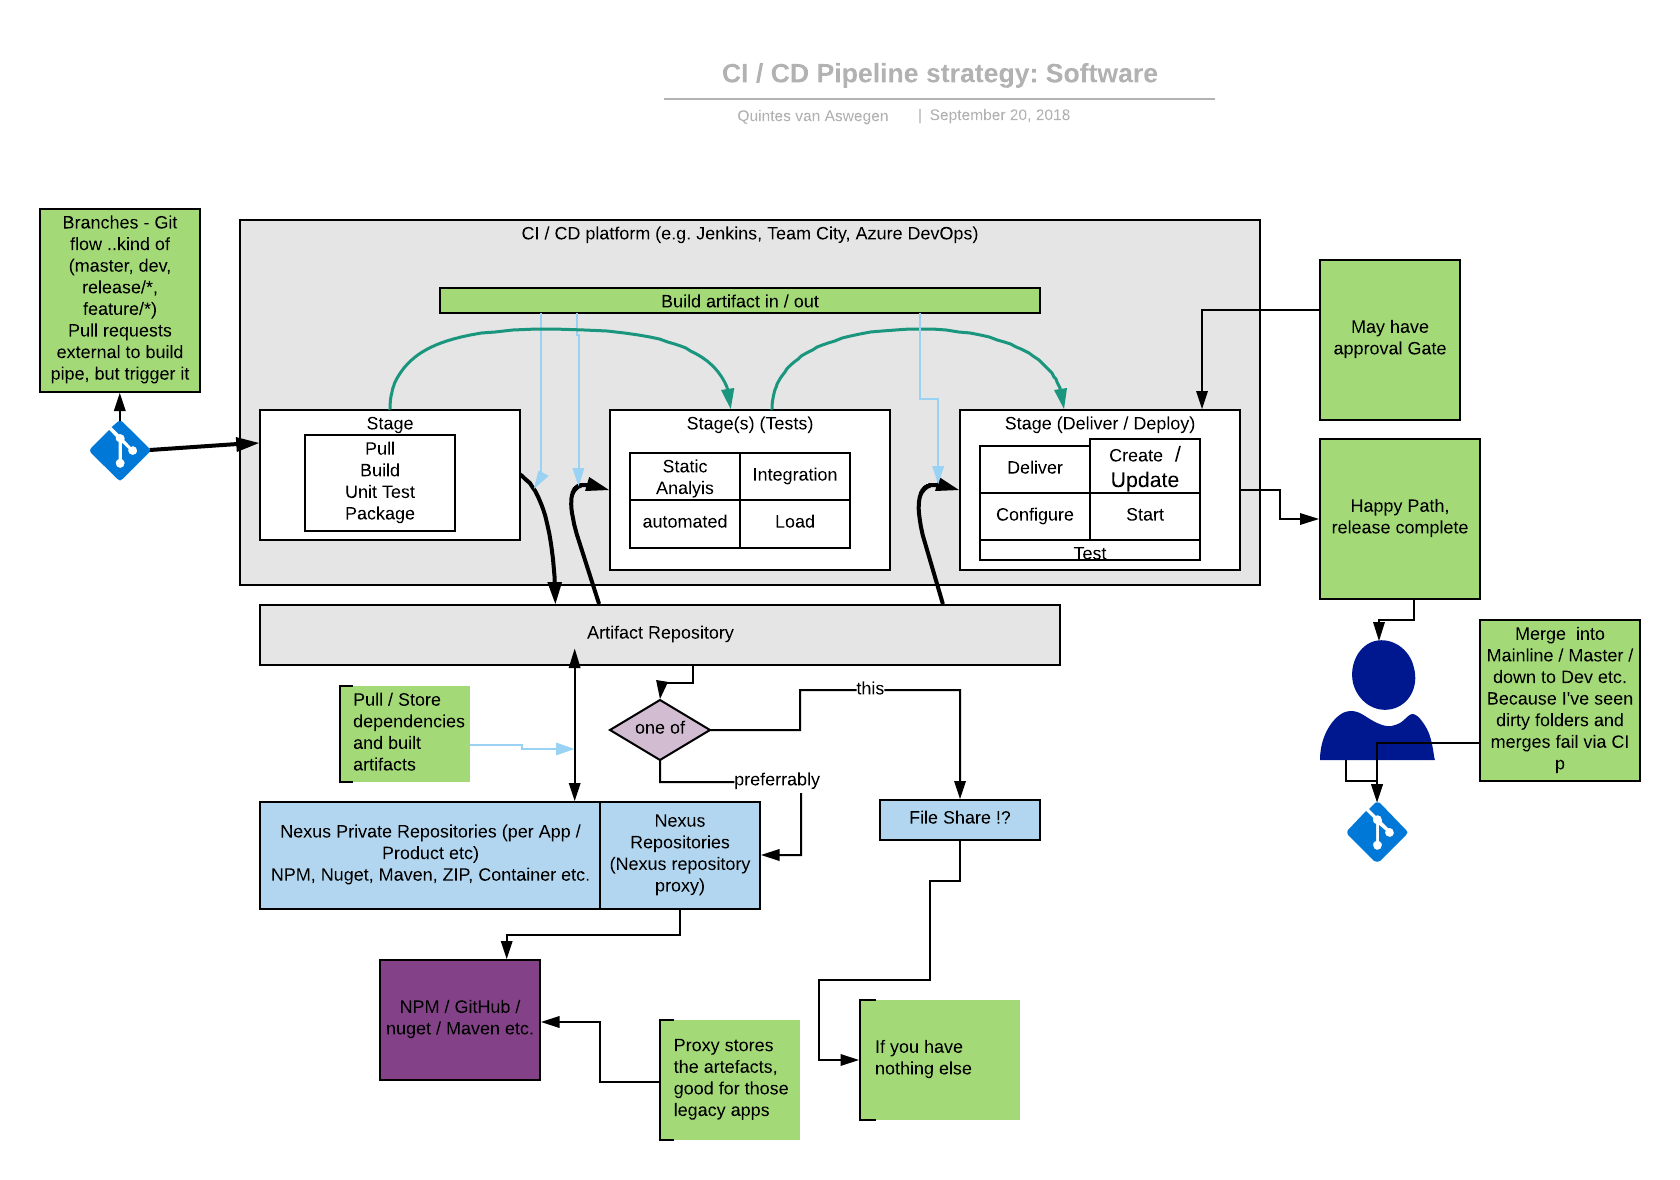 CI / CD Pipeline strategy: Software
Quintes van Aswegen | September 20, 2018
Branches - Git
flow ..kind of
(master, dev,
release/*,
feature/*)
Pull requests
external to build
pipe, but trigger it
CI / CD platform (e.g. Jenkins, Team City, Azure DevOps)
Build artifact in / out
Stage
Pull
Build
Unit Test
Package
Stage(s) (Tests)
Static
Analyis
Integration
automated
Load
Stage (Deliver / Deploy)
Deliver
Create /
Update
Configure
Start
Test
May have
approval Gate
Happy Path,
release complete
Merge into
Mainline / Master /
down to Dev etc.
Because I've seen
dirty folders and
merges fail via CI
p
Artifact Repository
Pull / Store
dependencies
and built
artifacts
one of
this
preferrably
Nexus Private Repositories (per App /
Product etc)
NPM, Nuget, Maven, ZIP, Container etc.
Nexus
Repositories
(Nexus repository
proxy)
File Share !?
NPM / GitHub /
nuget / Maven etc.
Proxy stores
the artefacts,
good for those
legacy apps
If you have
nothing else